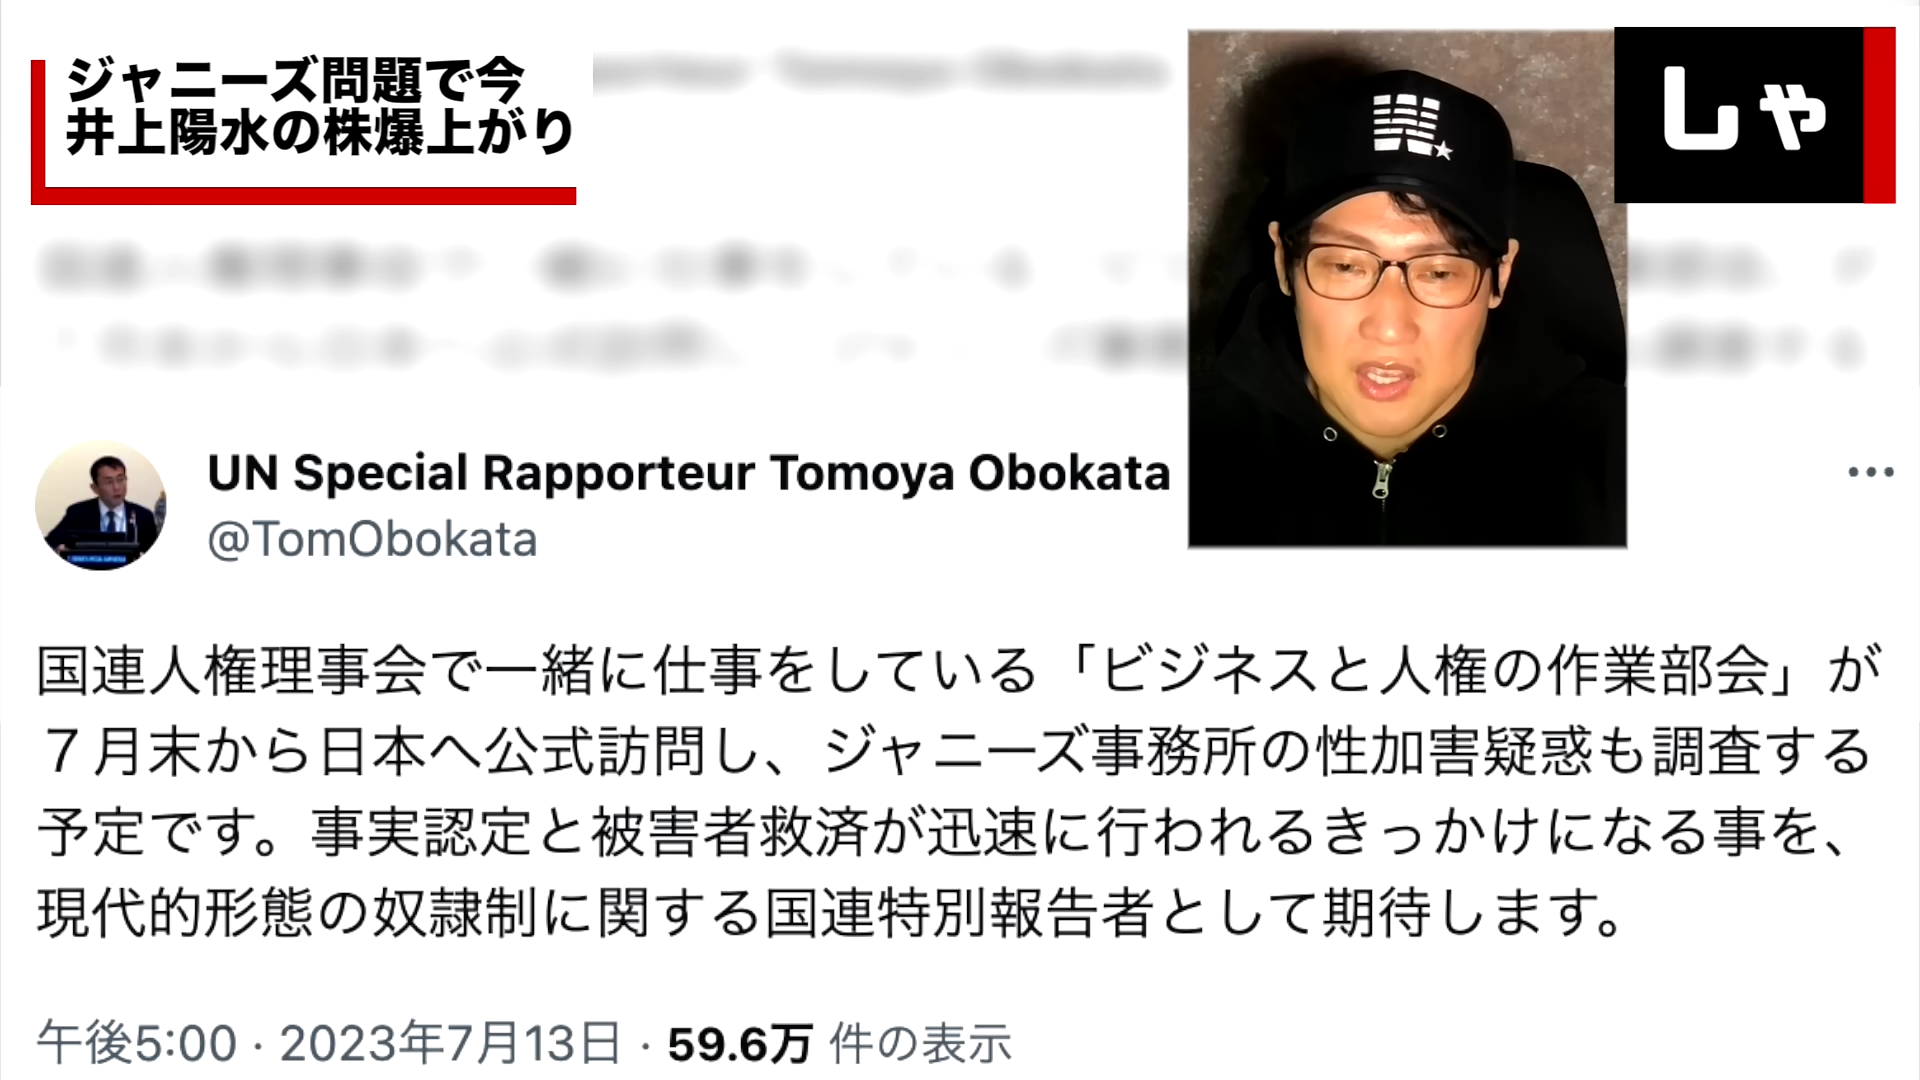 ジャニーズ問題で今
井上陽水の株爆上がり
しゃ
UN Special Rapporteur Tomoya Obokata
@TomObokata
国連人権理事会で一緒に仕事をしている「ビジネスと人権の作業部会」が
７月末から日本へ公式訪問し、ジャニーズ事務所の性加害疑惑も調査する
予定です。事実認定と被害者救済が迅速に行われるきっかけになる事を、
現代的形態の奴隷制に関する国連特別報告者として期待します。
午後5:00 · 2023年7月13日 · 59.6万 件の表示